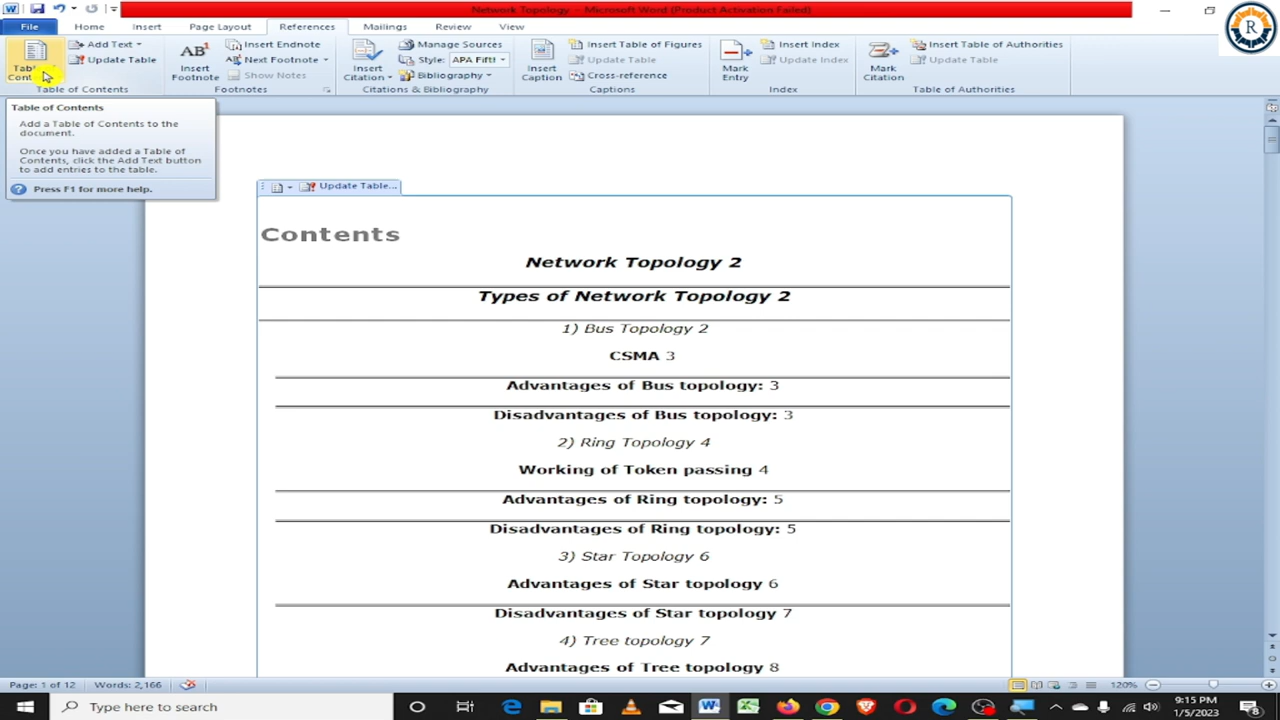 Network Topology - Microsoft Word (Product Activation Failed)
File Home Insert Page Layout References Mailings Review View
Add Text
Update Table
Table of Contents
AB1
Insert Footnote
Insert Endnote
Next Footnote
Show Notes
Footnotes
Insert Citation
Manage Sources
Style: APA Fifth
Bibliography
Citations & Bibliography
Insert Caption
Insert Table of Figures
Update Table
Cross-reference
Captions
Mark Entry
Insert Index
Update Index
Index
Mark Citation
Insert Table of Authorities
Update Table
Table of Authorities
R
Table of Contents
Add a Table of Contents to the
document.
Once you have added a Table of
Contents, click the Add Text button
to add entries to the table.
Press F1 for more help.
Update Table...
Contents
Network Topology 2
Types of Network Topology 2
1) Bus Topology 2
CSMA 3
Advantages of Bus topology: 3
Disadvantages of Bus topology: 3
2) Ring Topology 4
Working of Token passing 4
Advantages of Ring topology: 5
Disadvantages of Ring topology: 5
3) Star Topology 6
Advantages of Star topology 6
Disadvantages of Star topology 7
4) Tree topology 7
Advantages of Tree topology 8
Page: 1 of 12 Words: 2,166 120%
Type here to search
9:15 PM
1/5/2023
8